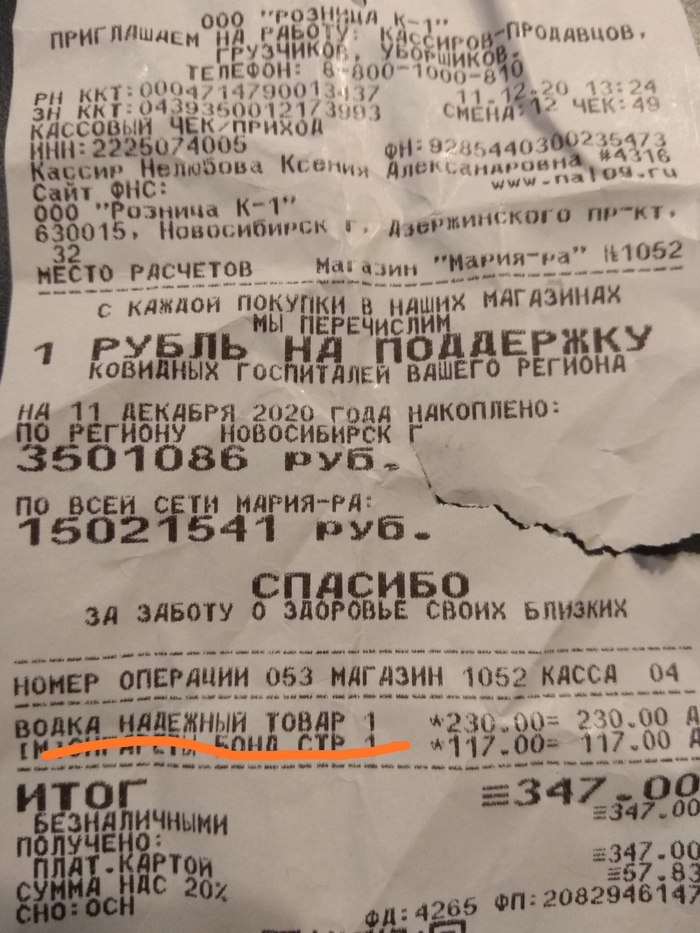 ООО "РОЗНИЦА К-1"
ПРИГЛАШАЕМ НА РАБОТУ: КАССИРОВ-ПРОДАВЦОВ,
ГРУЗЧИКОВ, УБОРЩИКОВ.
ТЕЛЕФОН: 8-800-1000-810
РН ККТ:0004714790013437 11.12.20 13:24
ЗН ККТ:0439350012173993 СМЕНА:12 ЧЕК:49
КАССОВЫЙ ЧЕК/ПРИХОД
ИНН:2225074005 ФН:9285440300235473
Кассир Нелюбова Ксения Александровна #4316
Сайт ФНС: www.nalog.ru
ООО "Розница К-1"
630015, Новосибирск г, Дзержинского пр-кт,
32
МЕСТО РАСЧЕТОВ Магазин "Мария-ра" №1052
С КАЖДОЙ ПОКУПКИ В НАШИХ МАГАЗИНАХ
МЫ ПЕРЕЧИСЛИМ
1 РУБЛЬ НА ПОДДЕРЖКУ
КОВИДНЫХ ГОСПИТАЛЕЙ ВАШЕГО РЕГИОНА
НА 11 ДЕКАБРЯ 2020 ГОДА НАКОПЛЕНО:
ПО РЕГИОНУ НОВОСИБИРСК Г
3501086 руб.
ПО ВСЕЙ СЕТИ МАРИЯ-РА:
15021541 руб.
СПАСИБО
ЗА ЗАБОТУ О ЗДОРОВЬЕ СВОИХ БЛИЗКИХ
НОМЕР ОПЕРАЦИИ 053 МАГАЗИН 1052 КАССА 04
ВОДКА НАДЕЖНЫЙ ТОВАР 1 *230.00= 230.00 А
[М] БОНД СТР 1 *117.00= 117.00 А
ИТОГ ≡347.00
БЕЗНАЛИЧНЫМИ ≡347.00
ПОЛУЧЕНО:
ПЛАТ.КАРТОЙ ≡347.00
СУММА НДС 20% ≡57.83
СНО:ОСН ФД:4265 ФП:2082946147